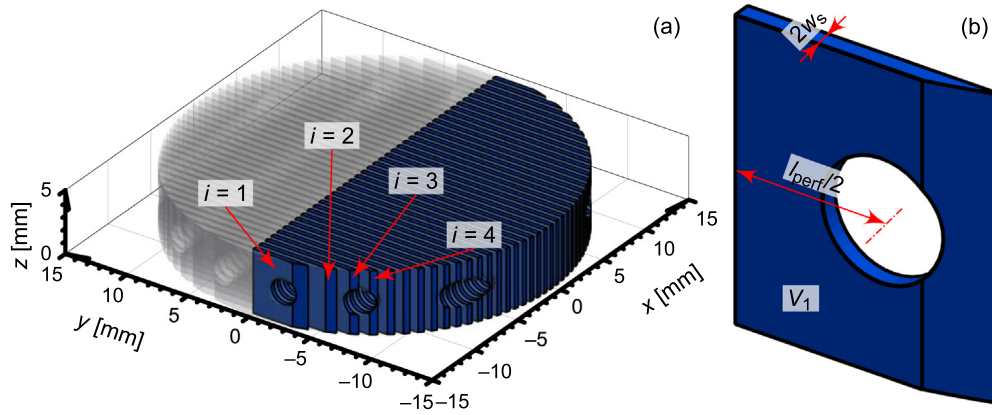 (a)
(b)
2wₛ
i = 2
i = 1
i = 3
i = 4
l_perf/2
V₁
z [mm]
5
0
15
10
5
0
−5
−10
−15
y [mm]
−15
−10
−5
0
5
10
15
x [mm]